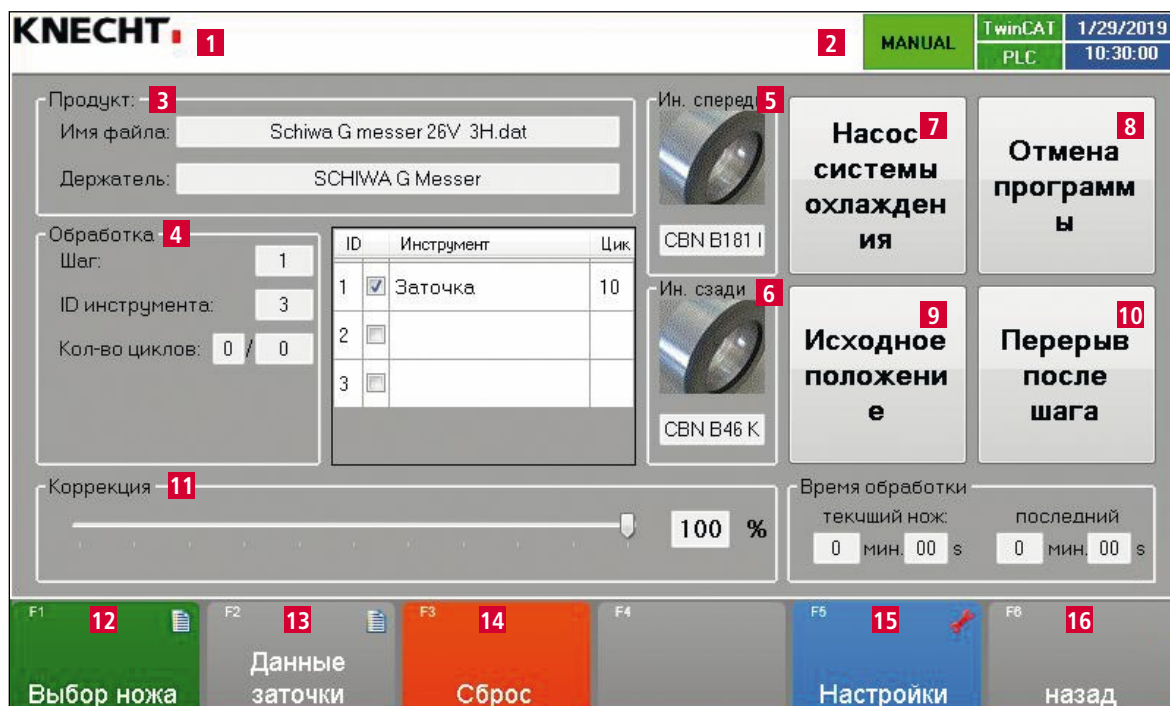 KNECHT
1
2
MANUAL
TwinCAT
PLC
1/29/2019
10:30:00
Продукт:
3
Имя файла:
Schiwa G messer 26V 3H.dat
Держатель:
SCHIWA G Messer
Обработка
4
Шаг:
1
ID инструмента:
3
Кол-во циклов:
0 / 0
ID Инструмент Цик
1 Заточка 10
2
3
Ин. сперед
5
CBN B181 I
Ин. сзади
6
CBN B46 K
7
Насос
системы
охлажден
ия
8
Отмена
программ
ы
9
Исходное
положени
е
10
Перерыв
после
шага
Коррекция
11
100 %
Время обработки
текчший нож:
0 мин. 00 s
последний
0 мин. 00 s
F1
12
Выбор ножа
F2
13
Данные
заточки
F3
14
Сброс
F4
F5
15
Настройки
F6
16
назад